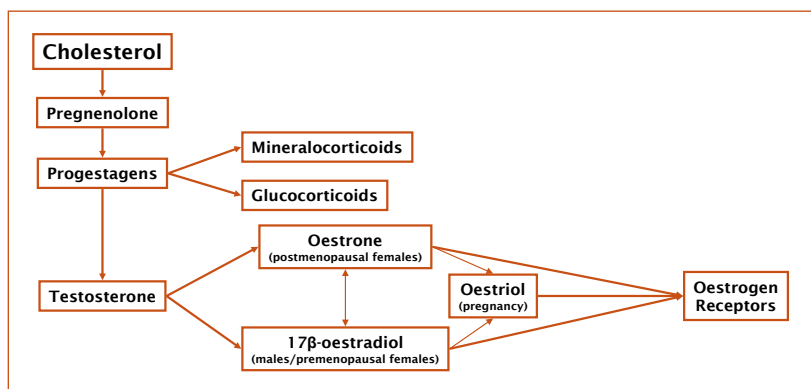 Cholesterol
Pregnenolone
Progestagens
Mineralocorticoids
Glucocorticoids
Testosterone
Oestrone
(postmenopausal females)
17β-oestradiol
(males/premenopausal females)
Oestriol
(pregnancy)
Oestrogen
Receptors